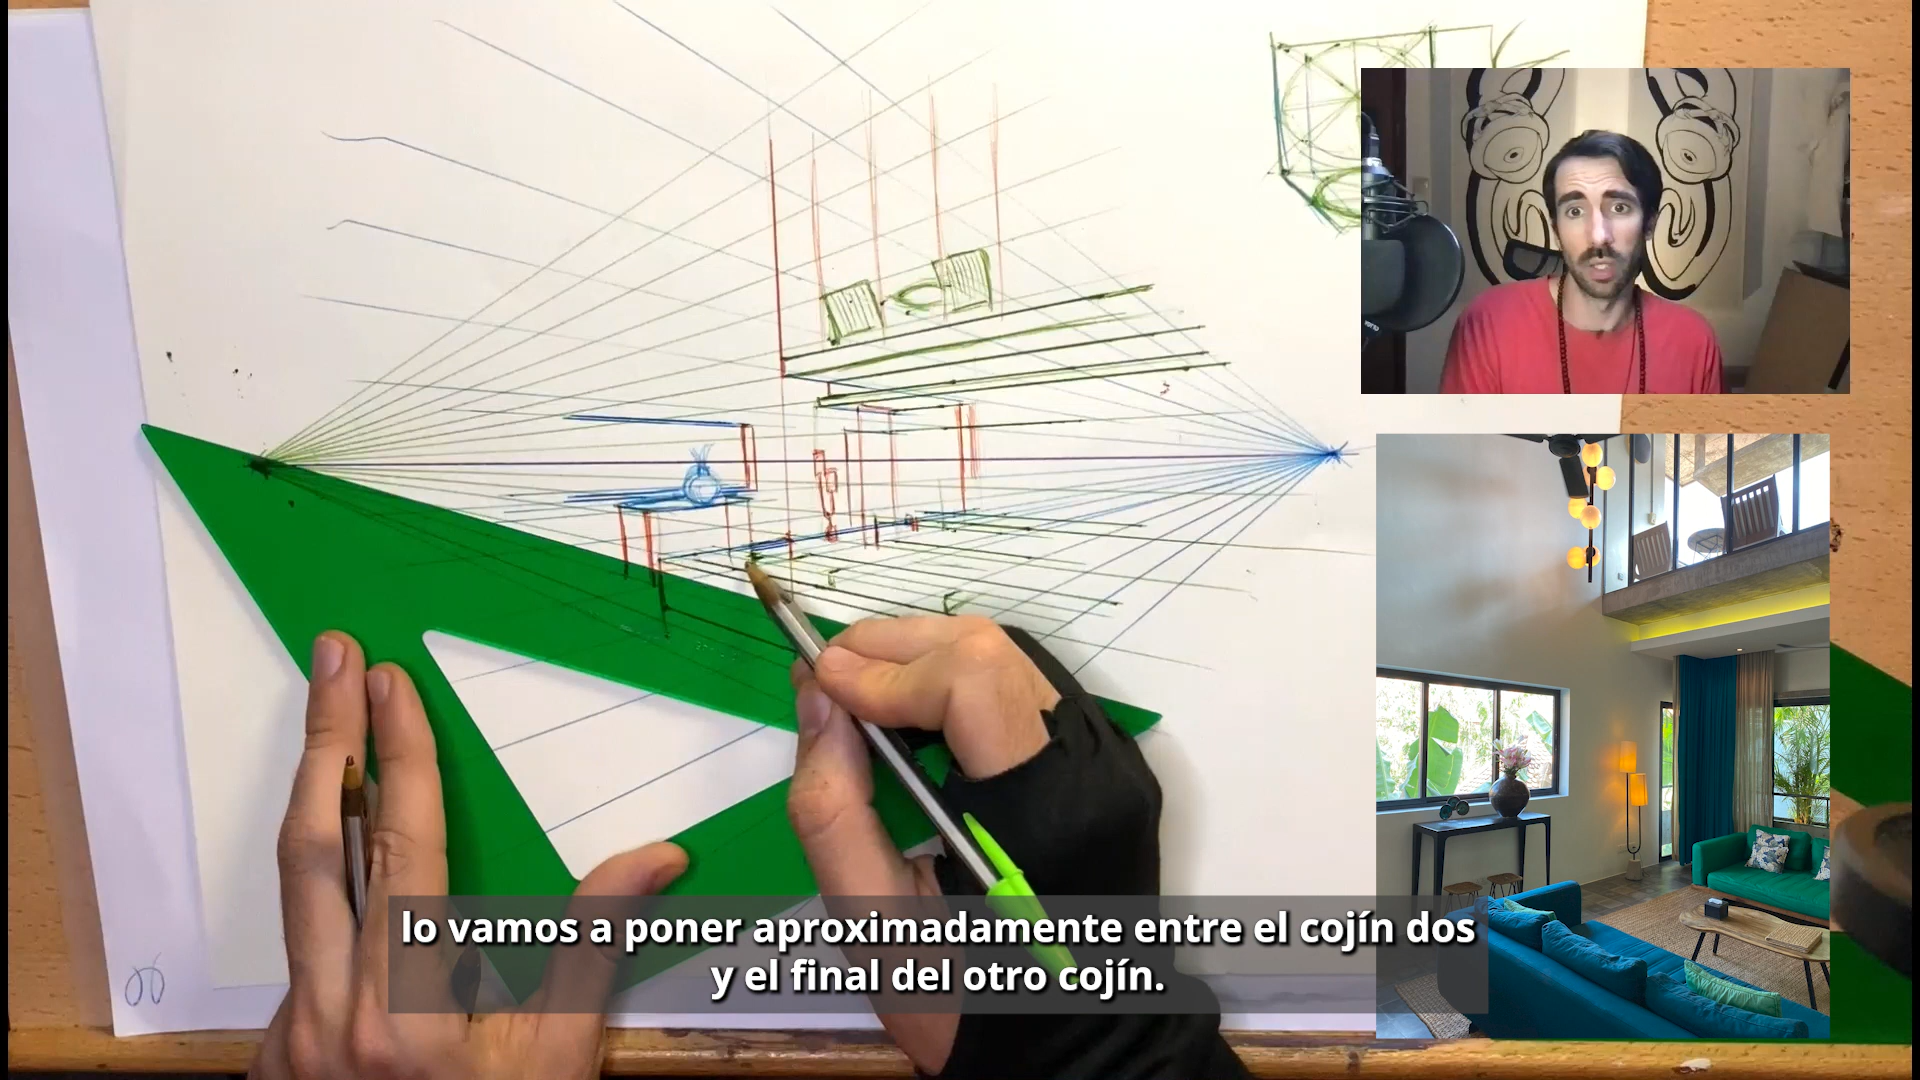 lo vamos a poner aproximadamente entre el cojín dos
y el final del otro cojín.